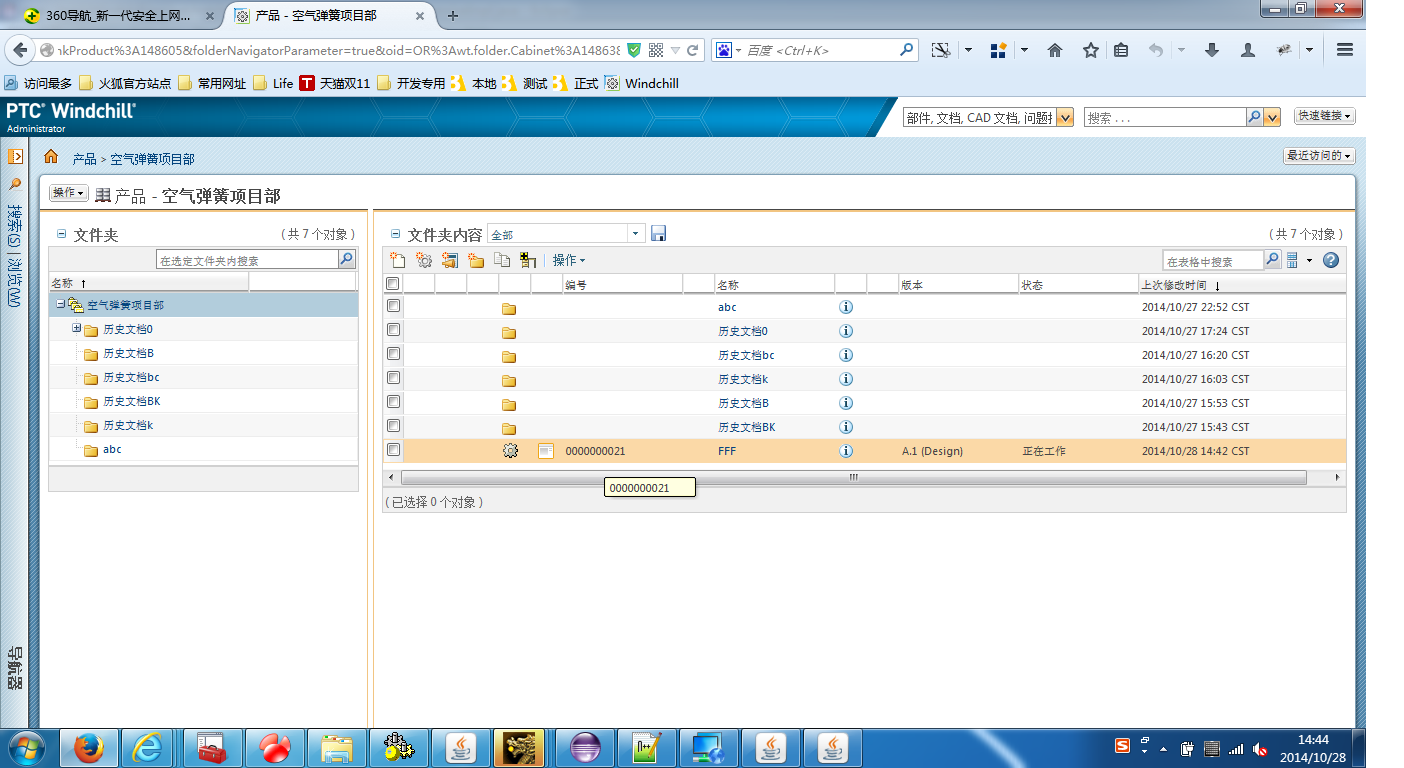 360导航_新一代安全上网...
产品 - 空气弹簧项目部
nkProduct%3A148605&folderNavigatorParameter=true&oid=OR%3Awt.folder.Cabinet%3A148638
百度 <Ctrl+K>
访问最多 火狐官方站点 常用网址 Life T 天猫双11 开发专用 本地 测试 正式 Windchill
PTC® Windchill®
Administrator
部件, 文档, CAD 文档, 问题报
搜索 . . .
快速链接
产品 > 空气弹簧项目部
最近访问的
搜索(S) | 浏览(W)
导航器
操作
产品 - 空气弹簧项目部
文件夹
( 共 7 个对象 )
在选定文件夹内搜索
名称 ↑
空气弹簧项目部
历史文档0
历史文档B
历史文档bc
历史文档BK
历史文档k
abc
文件夹内容
全部
( 共 7 个对象 )
操作
在表格中搜索
编号 名称 版本 状态 上次修改时间 ↓
abc 2014/10/27 22:52 CST
历史文档0 2014/10/27 17:24 CST
历史文档bc 2014/10/27 16:20 CST
历史文档k 2014/10/27 16:03 CST
历史文档B 2014/10/27 15:53 CST
历史文档BK 2014/10/27 15:43 CST
0000000021 FFF A.1 (Design) 正在工作 2014/10/28 14:42 CST
0000000021
( 已选择 0 个对象 )
14:44
2014/10/28